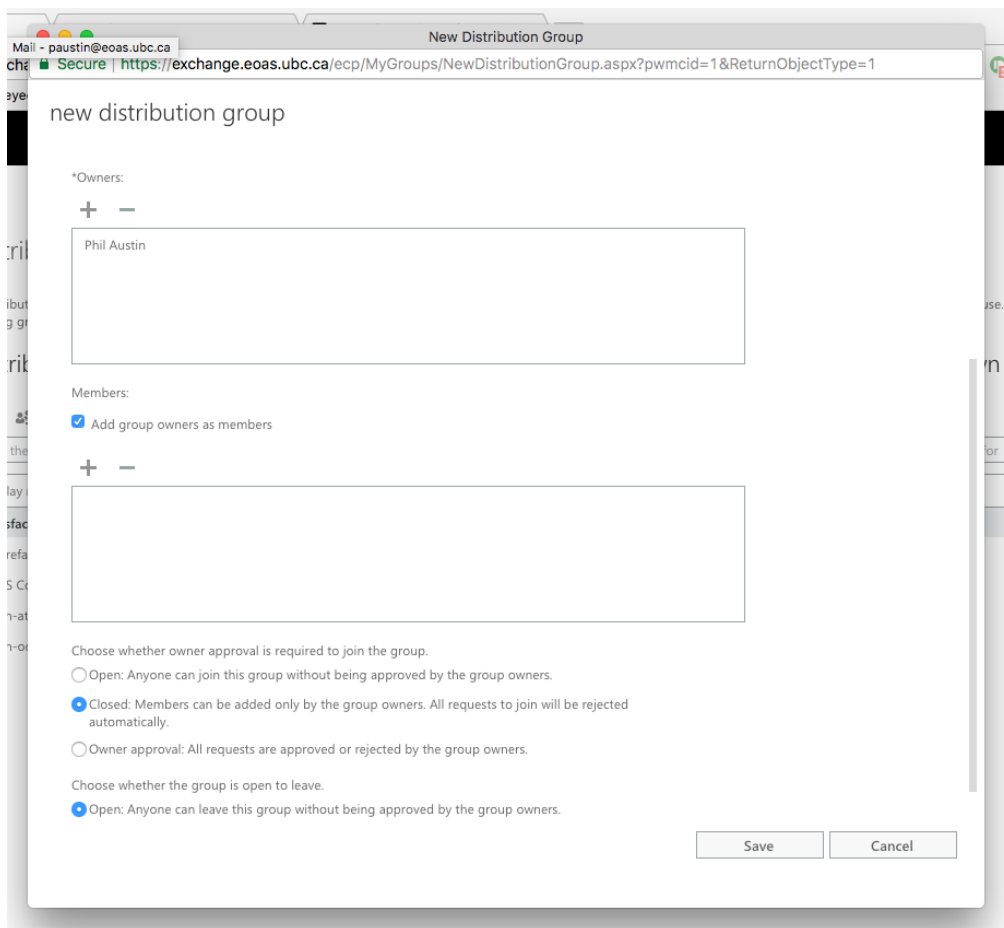 New Distribution Group
Mail - paustin@eoas.ubc.ca
Secure | https://exchange.eoas.ubc.ca/ecp/MyGroups/NewDistributionGroup.aspx?pwmcid=1&ReturnObjectType=1
new distribution group
*Owners:
Phil Austin
use.
Members:
Add group owners as members
the
for
Choose whether owner approval is required to join the group.
Open: Anyone can join this group without being approved by the group owners.
Closed: Members can be added only by the group owners. All requests to join will be rejected
automatically.
Owner approval: All requests are approved or rejected by the group owners.
Choose whether the group is open to leave.
Open: Anyone can leave this group without being approved by the group owners.
Save
Cancel